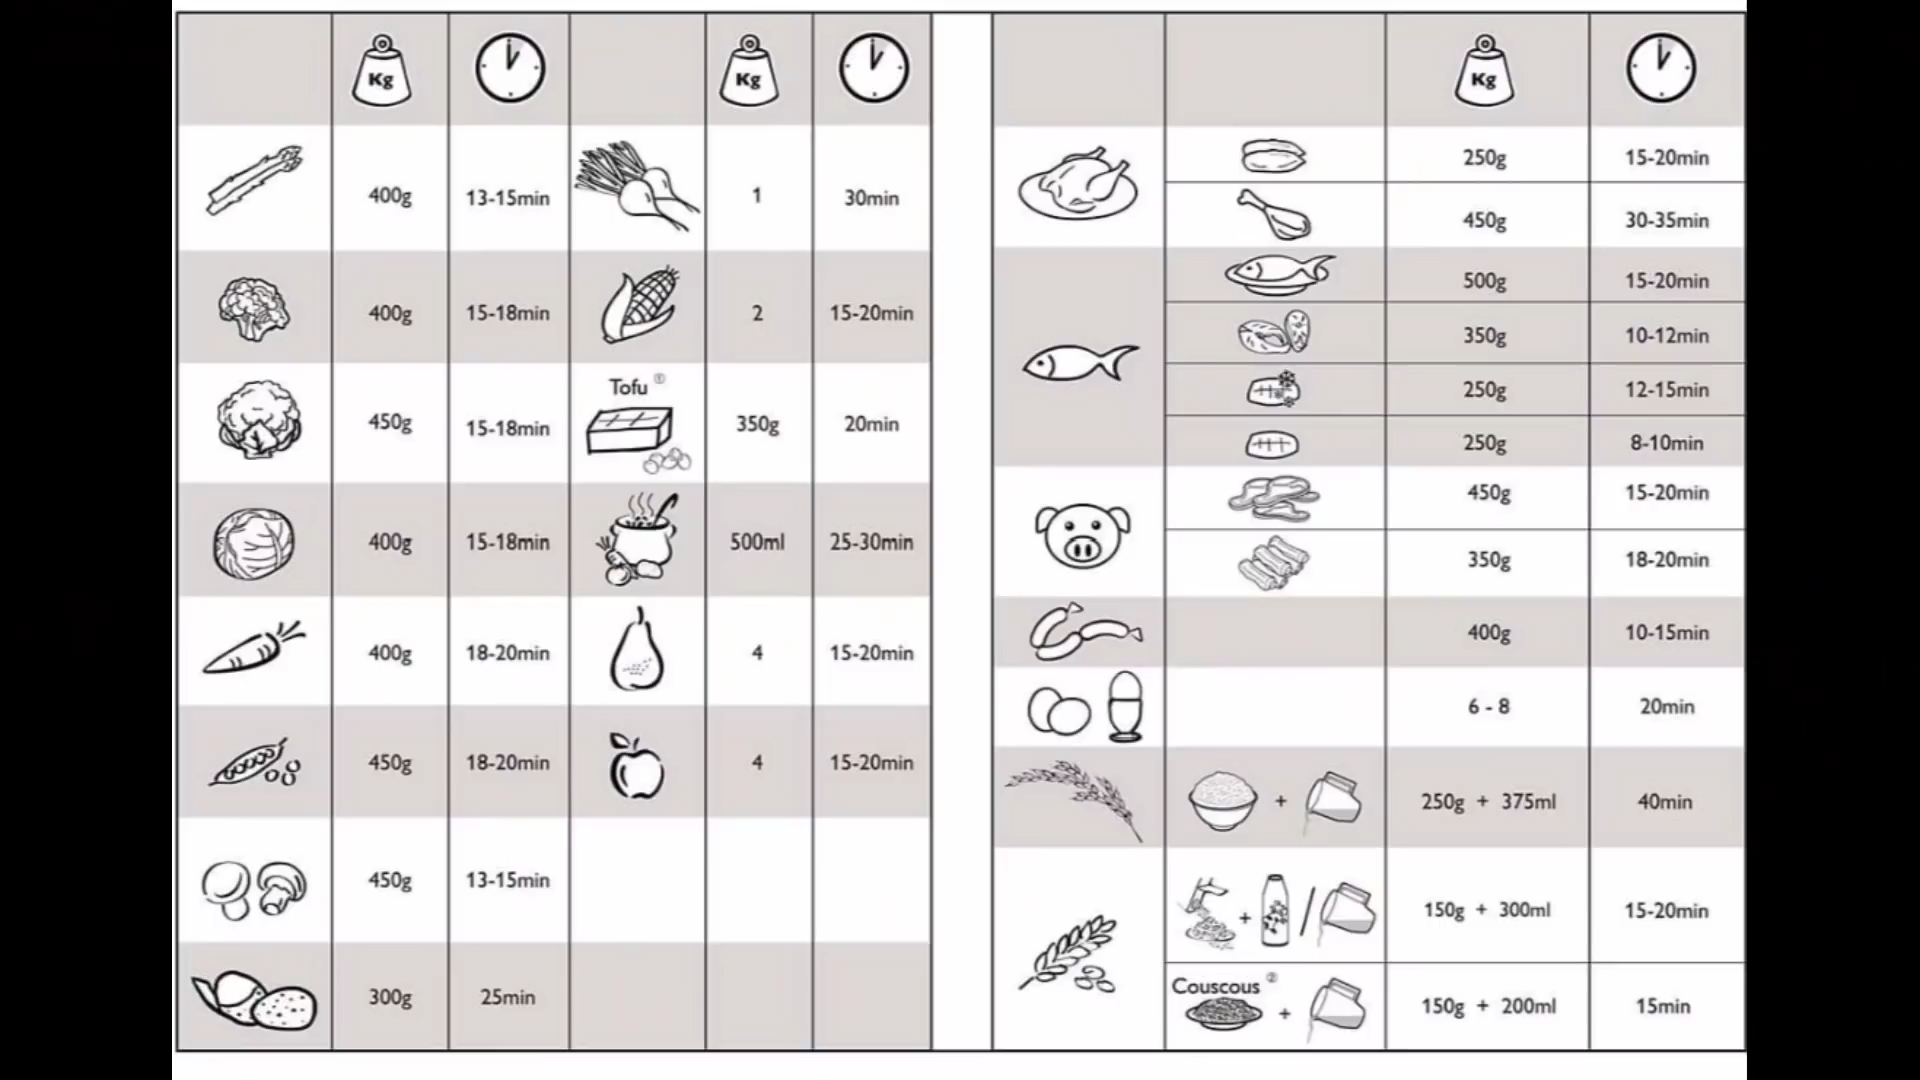 Kg Kg
400g 13-15min 1 30min
400g 15-18min 2 15-20min
Tofu ①
450g 15-18min 350g 20min
400g 15-18min 500ml 25-30min
400g 18-20min 4 15-20min
450g 18-20min 4 15-20min
450g 13-15min
300g 25min
Kg
250g 15-20min
450g 30-35min
500g 15-20min
350g 10-12min
250g 12-15min
250g 8-10min
450g 15-20min
350g 18-20min
400g 10-15min
6 - 8 20min
+ 250g + 375ml 40min
+ / 150g + 300ml 15-20min
Couscous ②
+ 150g + 200ml 15min